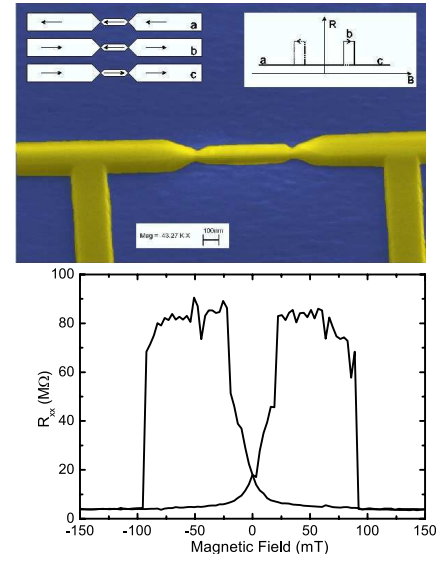 a
b
c
R
b
a
c
B
Mag = 43.27 K X
100nm
100
80
60
40
20
0
Rxx (MΩ)
-150 -100 -50 0 50 100 150
Magnetic Field (mT)